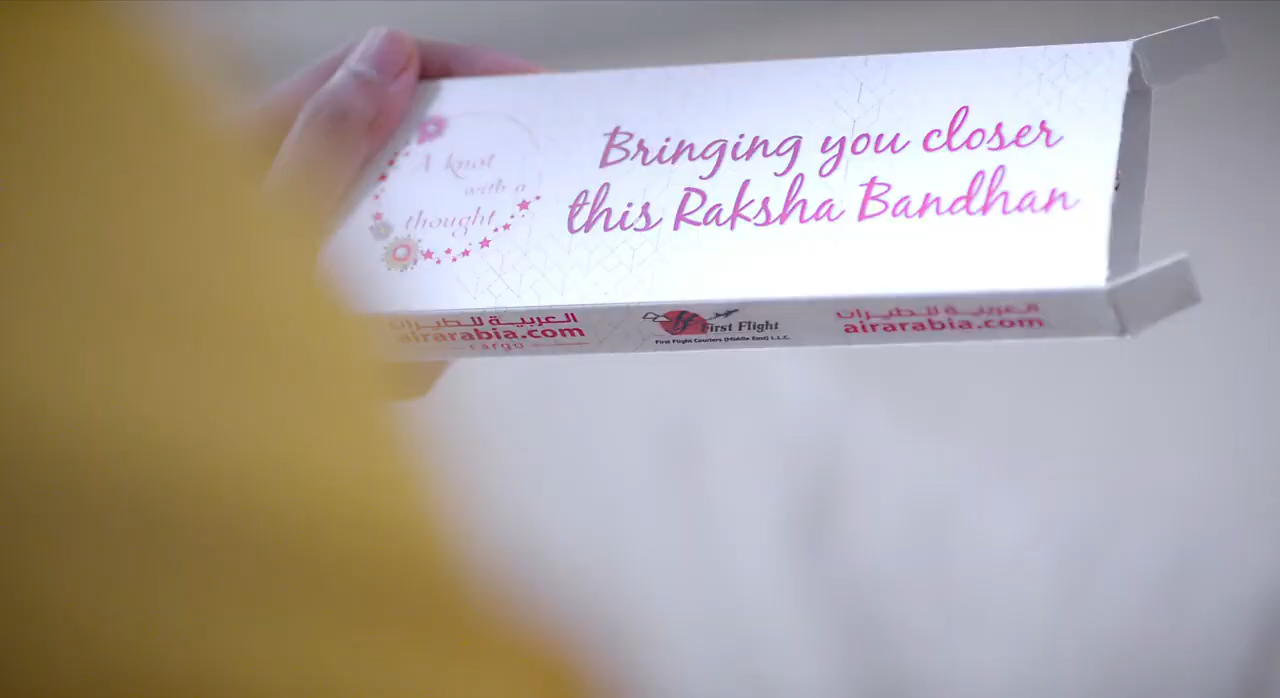 A knot
with a
thought
Bringing you closer
this Raksha Bandhan
العربية للطيران
airarabia.com
cargo
ff First Flight
First Flight Couriers (Middle East) L.L.C.
العربية للطيران
airarabia.com